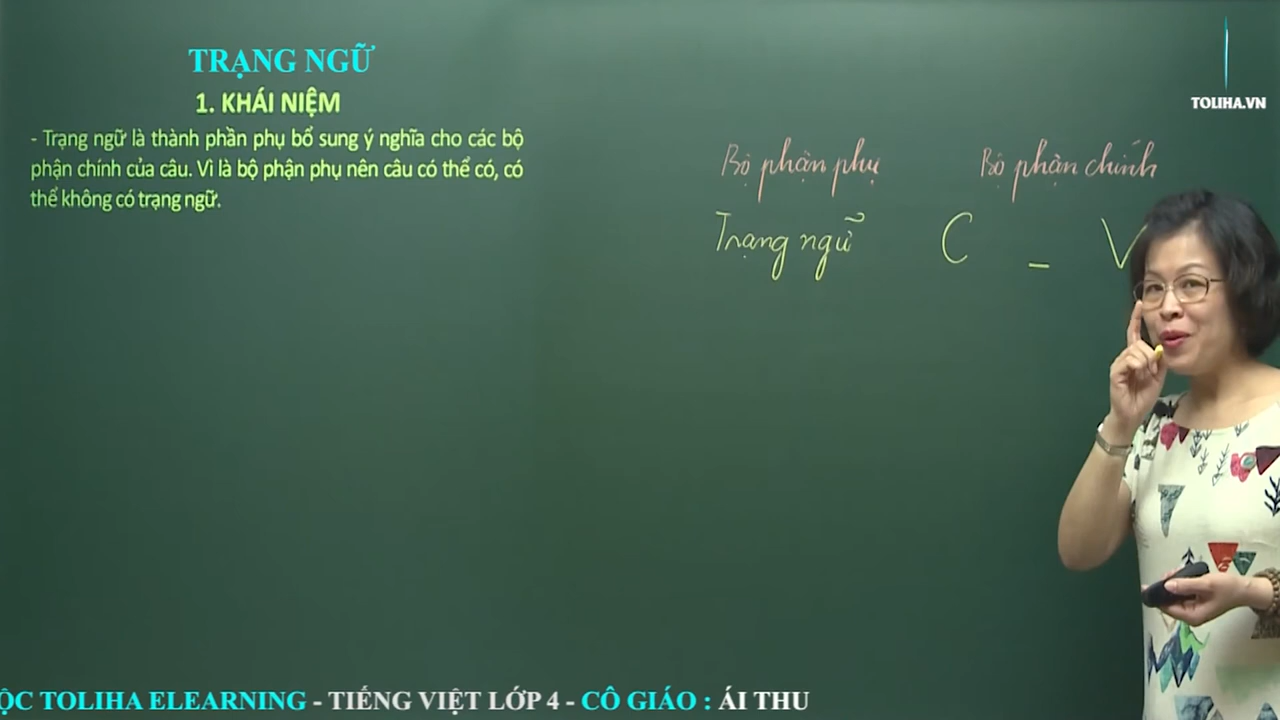 TRẠNG NGỮ
1. KHÁI NIỆM
- Trạng ngữ là thành phần phụ bổ sung ý nghĩa cho các bộ
phận chính của câu. Vì là bộ phận phụ nên câu có thể có, có
thể không có trạng ngữ.
TOLIHA.VN
Bộ phận phụ Bộ phận chính
Trạng ngữ C - V
ỌC TOLIHA ELEARNING - TIẾNG VIỆT LỚP 4 - CÔ GIÁO : ÁI THU